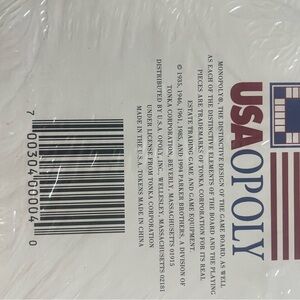 USAOPOLY
MONOPOLY®, THE DISTINCTIVE DESIGN OF THE GAME BOARD, AS WELL
AS EACH OF THE DISTINCTIVE ELEMENTS OF THE BOARD AND THE PLAYING
PIECES ARE TRADEMARKS OF TONKA CORPORATION FOR ITS REAL
ESTATE TRADING GAME AND GAME EQUIPMENT.
© 1935, 1946, 1961, 1985, AND 1994 PARKER BROTHERS, A DIVISION OF
TONKA CORPORATION, BEVERLY, MASSACHUSETTS 01915
DISTRIBUTED BY U.S.A. OPOLY, INC. WELLESLEY, MASSACHUSETTS 02181
UNDER LICENSE FROM TONKA CORPORATION
MADE IN THE U.S.A. TOKENS MADE IN CHINA
7 00304 00004 0